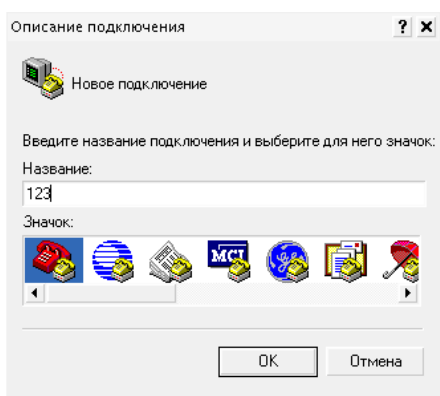 Описание подключения
Новое подключение
Введите название подключения и выберите для него значок:
Название:
123
Значок:
MCI
OK
Отмена